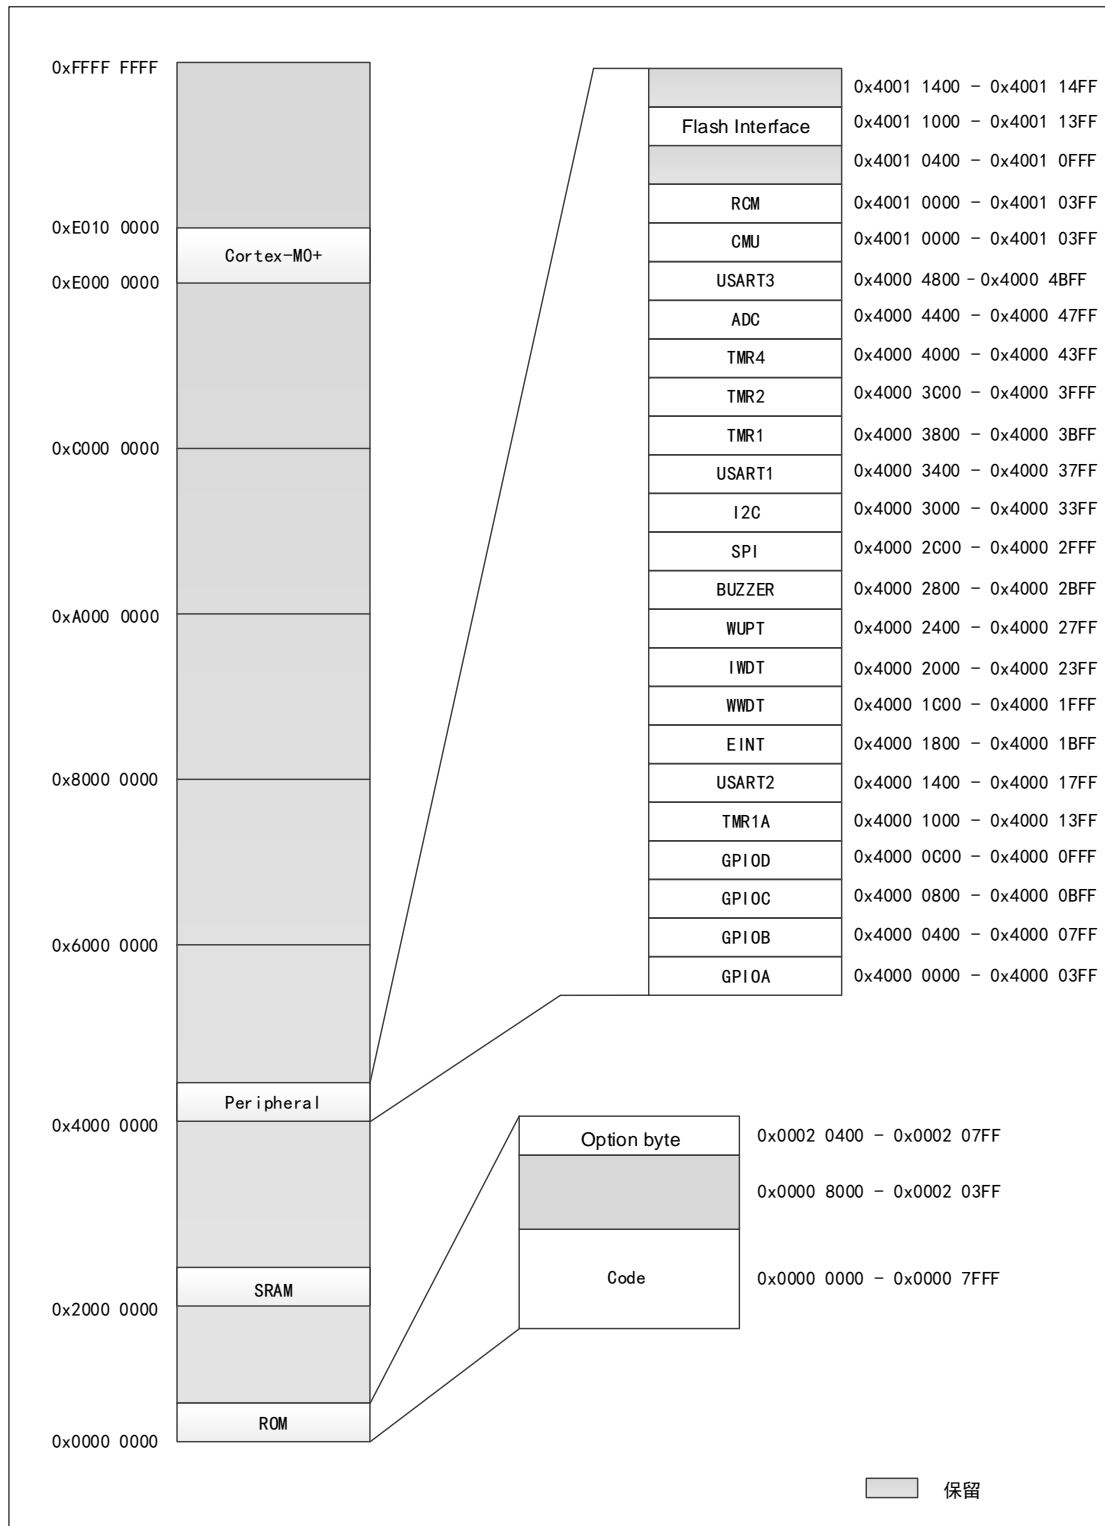 0xFFFF FFFF
0xE010 0000
Cortex-M0+
0xE000 0000
0xC000 0000
0xA000 0000
0x8000 0000
0x6000 0000
Peripheral
0x4000 0000
SRAM
0x2000 0000
ROM
0x0000 0000
0x4001 1400 - 0x4001 14FF
Flash Interface 0x4001 1000 - 0x4001 13FF
0x4001 0400 - 0x4001 0FFF
RCM 0x4001 0000 - 0x4001 03FF
CMU 0x4001 0000 - 0x4001 03FF
USART3 0x4000 4800 - 0x4000 4BFF
ADC 0x4000 4400 - 0x4000 47FF
TMR4 0x4000 4000 - 0x4000 43FF
TMR2 0x4000 3C00 - 0x4000 3FFF
TMR1 0x4000 3800 - 0x4000 3BFF
USART1 0x4000 3400 - 0x4000 37FF
I2C 0x4000 3000 - 0x4000 33FF
SPI 0x4000 2C00 - 0x4000 2FFF
BUZZER 0x4000 2800 - 0x4000 2BFF
WUPT 0x4000 2400 - 0x4000 27FF
IWDT 0x4000 2000 - 0x4000 23FF
WWDT 0x4000 1C00 - 0x4000 1FFF
EINT 0x4000 1800 - 0x4000 1BFF
USART2 0x4000 1400 - 0x4000 17FF
TMR1A 0x4000 1000 - 0x4000 13FF
GPIOD 0x4000 0C00 - 0x4000 0FFF
GPIOC 0x4000 0800 - 0x4000 0BFF
GPIOB 0x4000 0400 - 0x4000 07FF
GPIOA 0x4000 0000 - 0x4000 03FF
Option byte 0x0002 0400 - 0x0002 07FF
0x0000 8000 - 0x0002 03FF
Code 0x0000 0000 - 0x0000 7FFF
保留